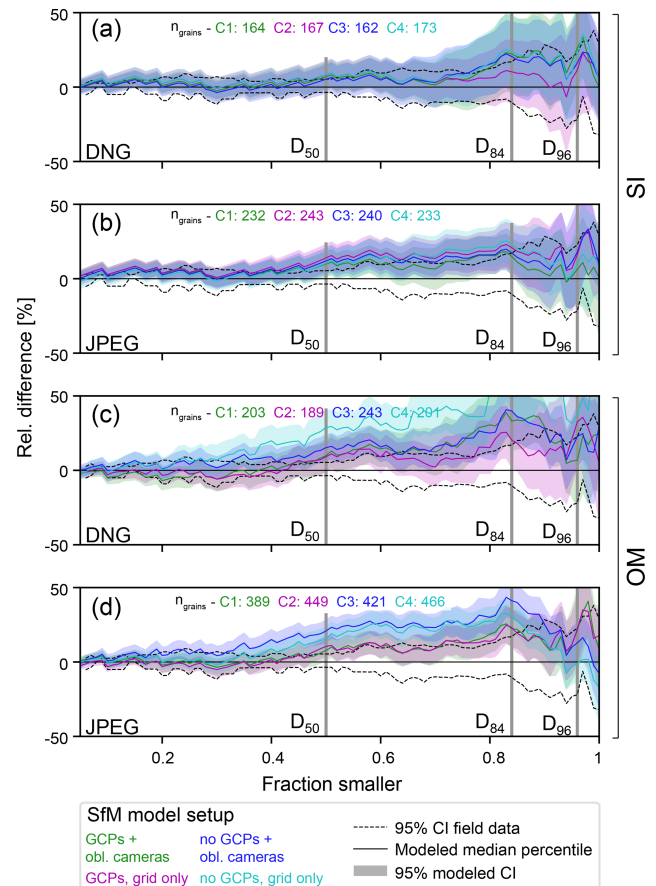 50
(a)
n_grains - C1: 164 C2: 167 C3: 162 C4: 173
0
D50 D84 D96
-50
DNG
SI
50
(b)
n_grains - C1: 232 C2: 243 C3: 240 C4: 233
0
D50 D84 D96
-50
JPEG
Rel. difference [%]
50
(c)
n_grains - C1: 203 C2: 189 C3: 243 C4: 201
0
D50 D84 D96
-50
DNG
OM
50
(d)
n_grains - C1: 389 C2: 449 C3: 421 C4: 466
0
D50 D84 D96
-50
JPEG
0.2 0.4 0.6 0.8 1
Fraction smaller
SfM model setup
GCPs +
obl. cameras
no GCPs +
obl. cameras
GCPs, grid only
no GCPs, grid only
95% CI field data
Modeled median percentile
95% modeled CI